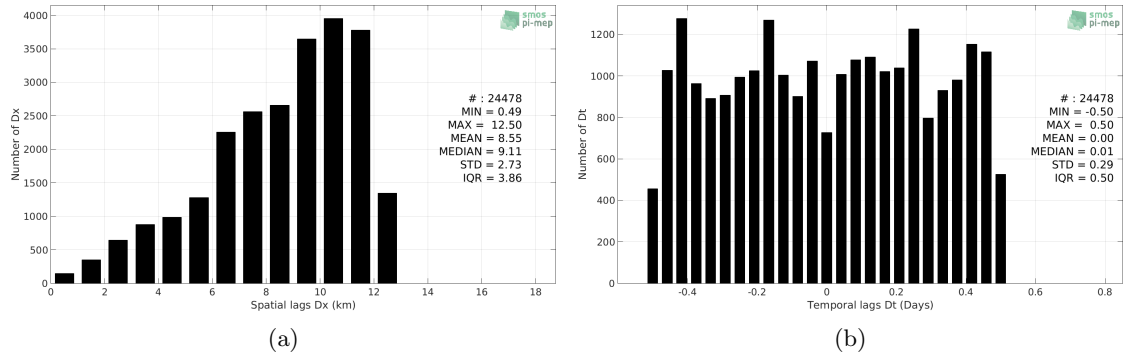 smos
pi-mep
4000
3500
3000
2500
2000
1500
1000
500
0
Number of Dx
# : 24478
MIN = 0.49
MAX = 12.50
MEAN = 8.55
MEDIAN = 9.11
STD = 2.73
IQR = 3.86
0 2 4 6 8 10 12 14 16 18
Spatial lags Dx (km)
(a)
smos
pi-mep
1200
1000
800
600
400
200
0
Number of Dt
# : 24478
MIN = -0.50
MAX = 0.50
MEAN = 0.00
MEDIAN = 0.01
STD = 0.29
IQR = 0.50
-0.4 -0.2 0 0.2 0.4 0.6 0.8
Temporal lags Dt (Days)
(b)